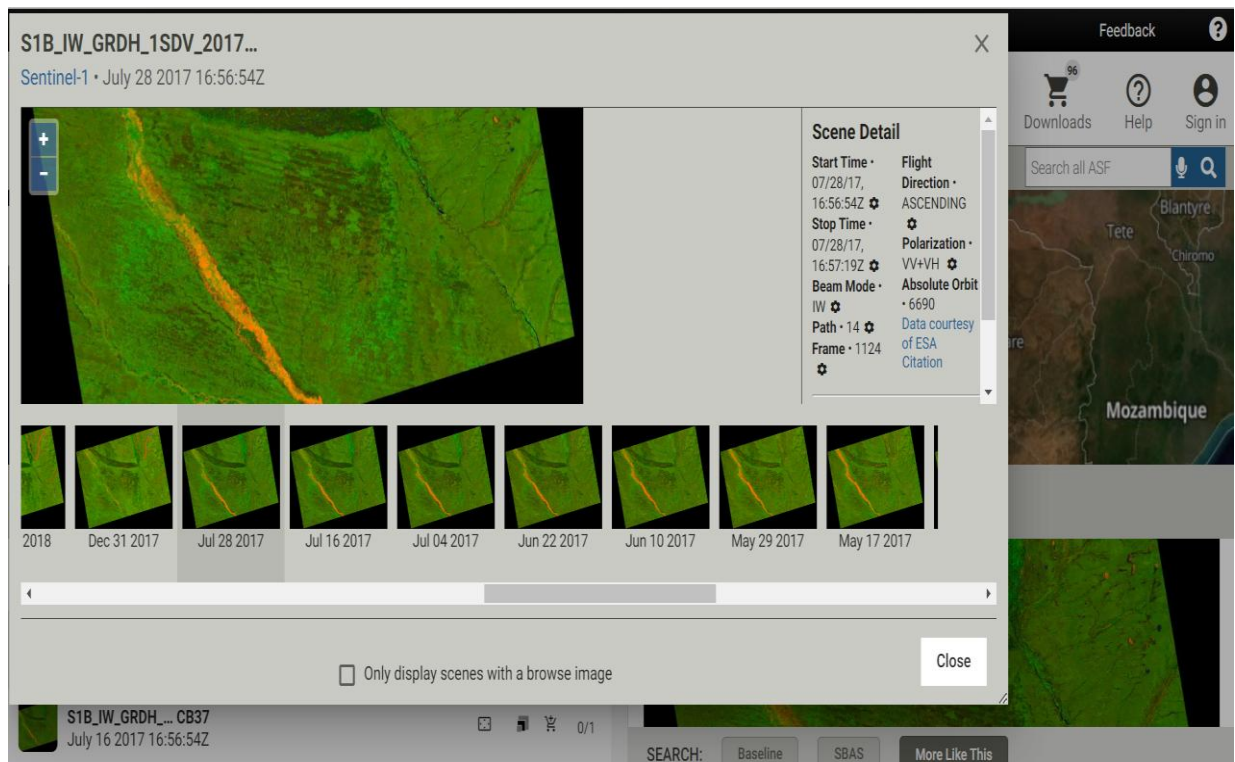 S1B_IW_GRDH_1SDV_2017...
Sentinel-1 • July 28 2017 16:56:54Z
X
+
-
Scene Detail
Start Time •
07/28/17,
16:56:54Z
Stop Time •
07/28/17,
16:57:19Z
Beam Mode •
IW
Path • 14
Frame • 1124
Flight
Direction •
ASCENDING
Polarization •
VV+VH
Absolute Orbit
• 6690
Data courtesy
of ESA
Citation
2018
Dec 31 2017
Jul 28 2017
Jul 16 2017
Jul 04 2017
Jun 22 2017
Jun 10 2017
May 29 2017
May 17 2017
Only display scenes with a browse image
Close
Feedback
?
96
Downloads
?
Help
Sign in
Search all ASF
Blantyre
Tete
Chiromo
are
Mozambique
S1B_IW_GRDH_... CB37
July 16 2017 16:56:54Z
0/1
SEARCH:
Baseline
SBAS
More Like This